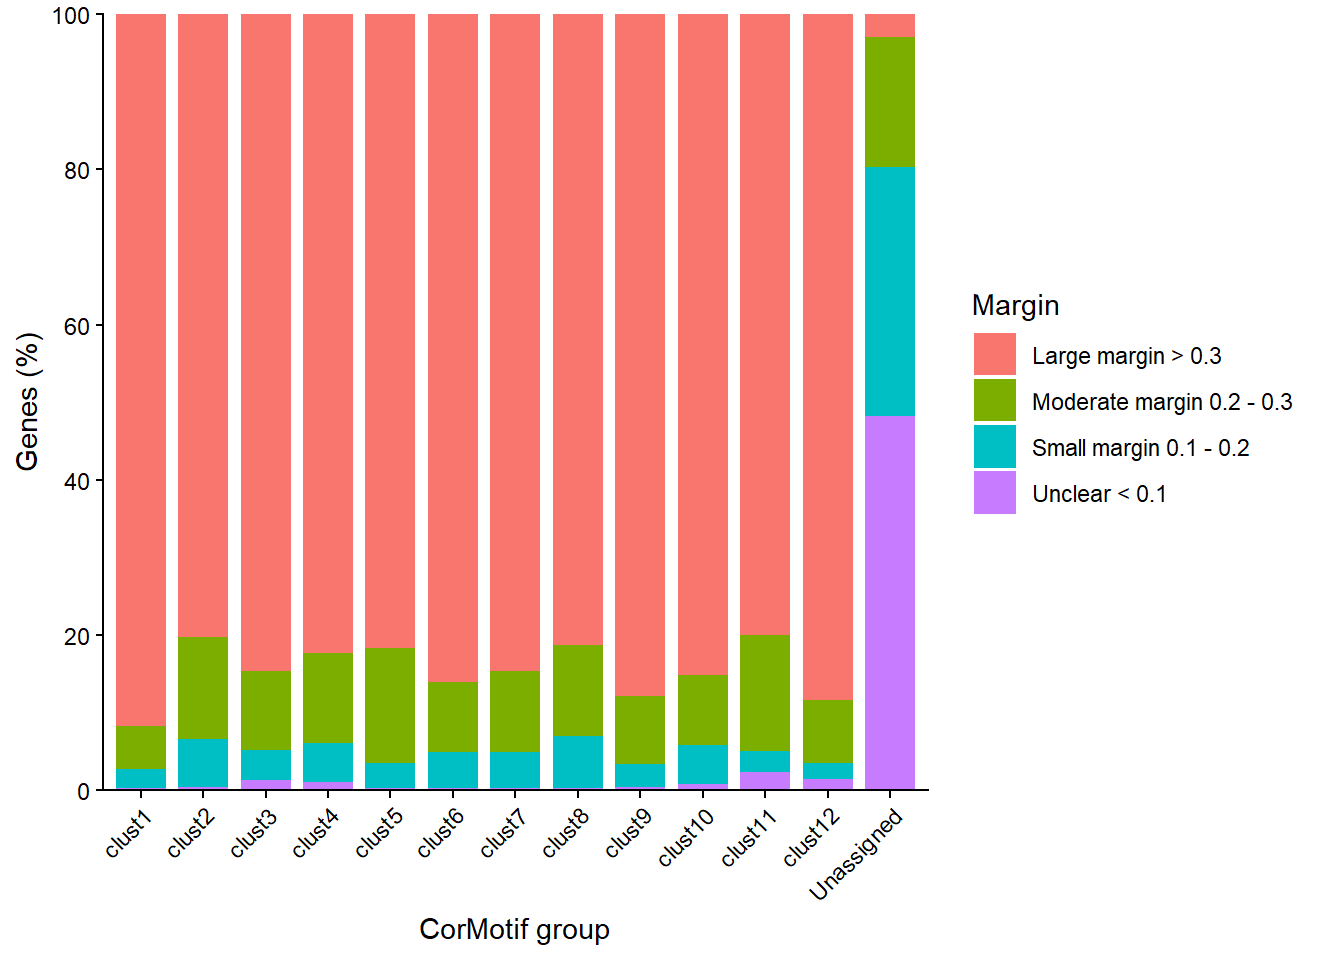 100
80
60
40
20
0
Genes (%)
clust1
clust2
clust3
clust4
clust5
clust6
clust7
clust8
clust9
clust10
clust11
clust12
Unassigned
CorMotif group
Margin
Large margin > 0.3
Moderate margin 0.2 - 0.3
Small margin 0.1 - 0.2
Unclear < 0.1